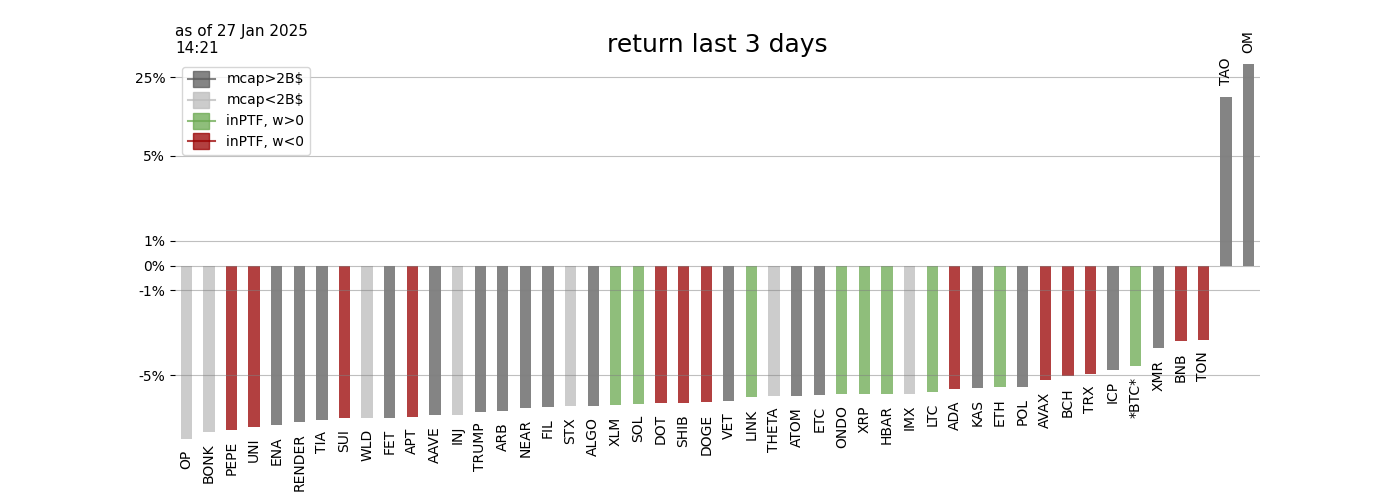 as of 27 Jan 2025
14:21
return last 3 days
mcap>2B$
mcap<2B$
inPTF, w>0
inPTF, w<0
25%
5%
1%
0%
-1%
-5%
OP
BONK
PEPE
UNI
ENA
RENDER
TIA
SUI
WLD
FET
APT
AAVE
INJ
TRUMP
ARB
NEAR
FIL
STX
ALGO
XLM
SOL
DOT
SHIB
DOGE
VET
LINK
THETA
ATOM
ETC
ONDO
XRP
HBAR
IMX
LTC
ADA
KAS
ETH
POL
AVAX
BCH
TRX
ICP
*BTC*
XMR
BNB
TON
TAO
OM